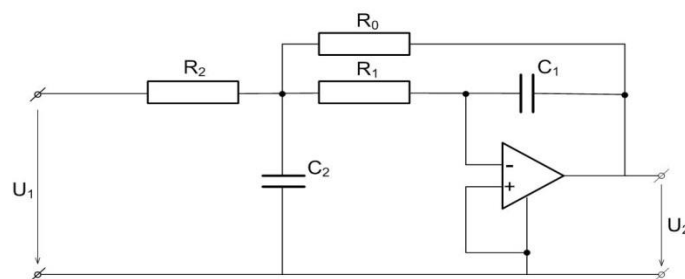 R₀
R₂
R₁
C₁
-
+
C₂
U₁
U₂